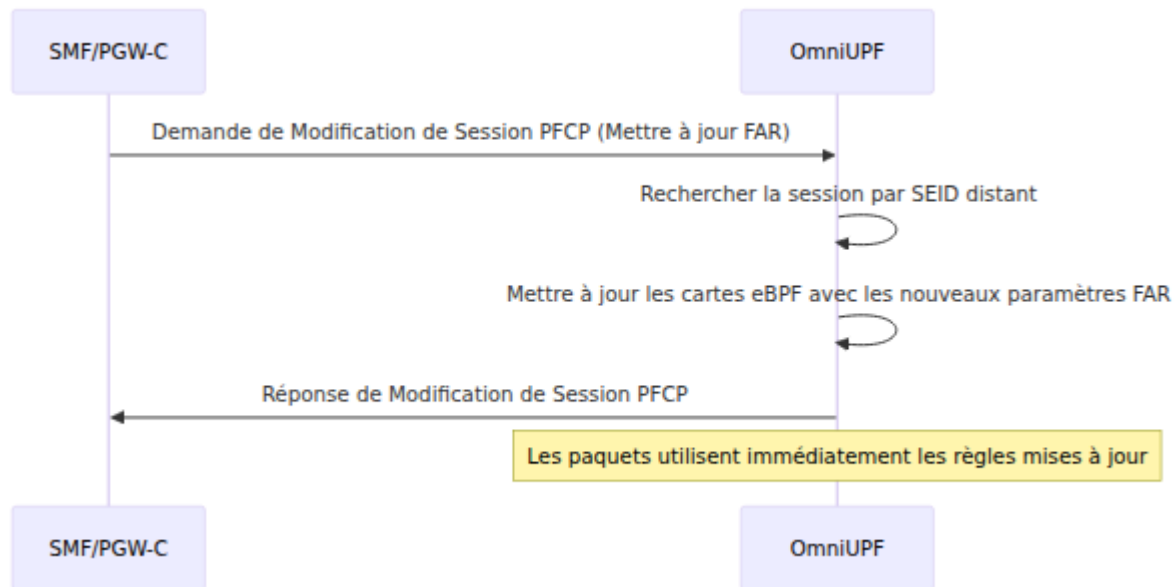 SMF/PGW-C
OmniUPF
Demande de Modification de Session PFCP (Mettre à jour FAR)
Rechercher la session par SEID distant
Mettre à jour les cartes eBPF avec les nouveaux paramètres FAR
Réponse de Modification de Session PFCP
Les paquets utilisent immédiatement les règles mises à jour
SMF/PGW-C
OmniUPF